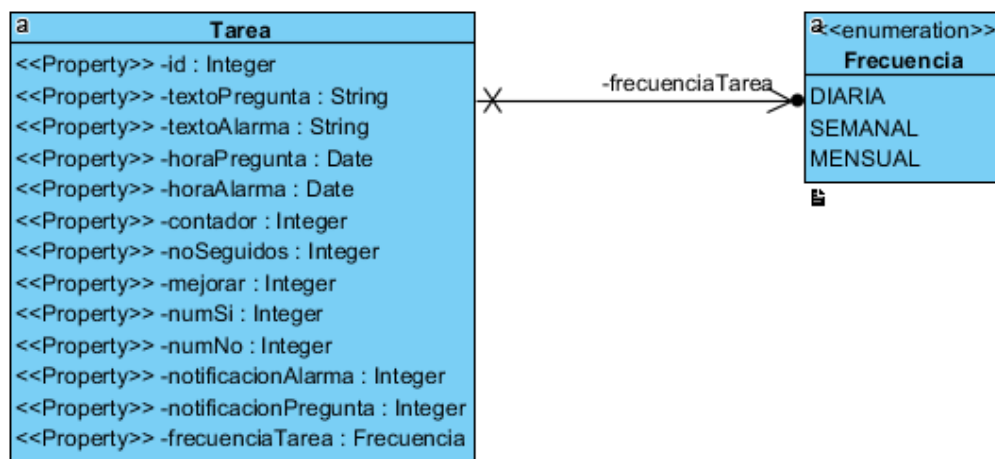 a
Tarea
<<Property>> -id : Integer
<<Property>> -textoPregunta : String
<<Property>> -textoAlarma : String
<<Property>> -horaPregunta : Date
<<Property>> -horaAlarma : Date
<<Property>> -contador : Integer
<<Property>> -noSeguidos : Integer
<<Property>> -mejorar : Integer
<<Property>> -numSi : Integer
<<Property>> -numNo : Integer
<<Property>> -notificacionAlarma : Integer
<<Property>> -notificacionPregunta : Integer
<<Property>> -frecuenciaTarea : Frecuencia
-frecuenciaTarea
a
<<enumeration>>
Frecuencia
DIARIA
SEMANAL
MENSUAL